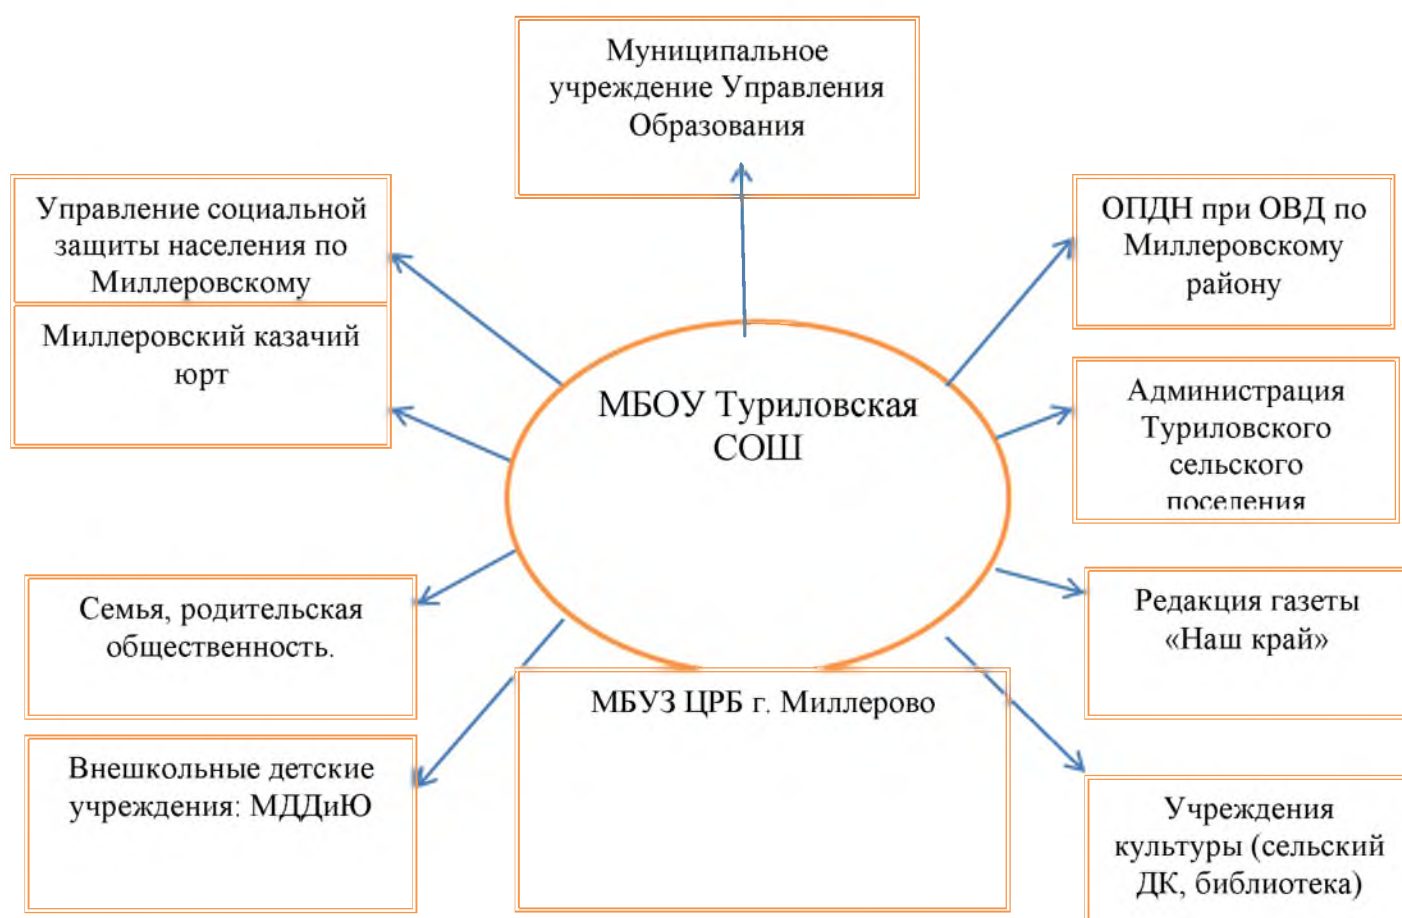 Муниципальное
учреждение Управления
Образования
Управление социальной
защиты населения по
Миллеровскому
ОПДН при ОВД по
Миллеровскому
району
Миллеровский казачий
юрт
МБОУ Туриловская
СОШ
Администрация
Туриловского
сельского
поселения
Семья, родительская
общественность.
Редакция газеты
«Наш край»
МБУЗ ЦРБ г. Миллерово
Внешкольные детские
учреждения: МДДиЮ
Учреждения
культуры (сельский
ДК, библиотека)